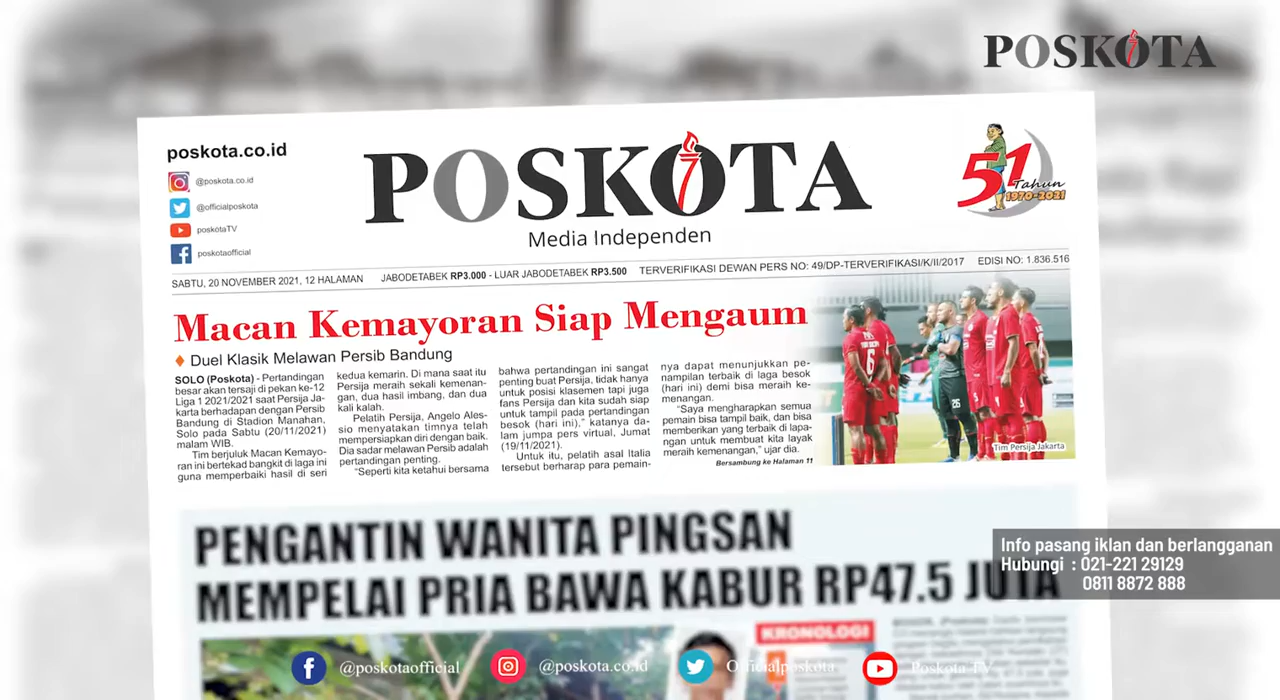 POSKOTA
poskota.co.id
@poskota.co.id
@officialposkota
poskotaTV
poskotaofficial
POSKOTA
Media Independen
51
Tahun
1970-2021
SABTU, 20 NOVEMBER 2021, 12 HALAMAN JABODETABEK RP3.000 - LUAR JABODETABEK RP3.500 TERVERIFIKASI DEWAN PERS NO: 49/DP-TERVERIFIKASI/K/II/2017 EDISI NO: 1.836.516
Macan Kemayoran Siap Mengaum
Duel Klasik Melawan Persib Bandung
SOLO (Poskota) - Pertandingan
besar akan tersaji di pekan ke-12
Liga 1 2021/2021 saat Persija Ja-
karta berhadapan dengan Persib
Bandung di Stadion Manahan,
Solo pada Sabtu (20/11/2021)
malam WIB.
Tim berjuluk Macan Kemayo-
ran ini bertekad bangkit di laga ini
guna memperbaiki hasil di seri
kedua kemarin. Di mana saat itu
Persija meraih sekali kemenan-
gan, dua hasil imbang, dan dua
kali kalah.
Pelatih Persija, Angelo Ales-
sio menyatakan timnya telah
mempersiapkan diri dengan baik.
Dia sadar melawan Persib adalah
pertandingan penting.
"Seperti kita ketahui bersama
bahwa pertandingan ini sangat
penting buat Persija, tidak hanya
untuk posisi klasemen tapi juga
fans Persija dan kita sudah siap
untuk tampil pada pertandingan
besok (hari ini)," katanya da-
lam jumpa pers virtual, Jumat
(19/11/2021).
Untuk itu, pelatih asal Italia
tersebut berharap para pemain-
nya dapat menunjukkan pe-
nampilan terbaik di laga besok
(hari ini) demi bisa meraih ke-
menangan.
"Saya mengharapkan semua
pemain bisa tampil baik, dan bisa
memberikan yang terbaik di lapa-
ngan untuk membuat kita layak
meraih kemenangan," ujar dia.
Bersambung ke Halaman 11
6
26
Tim Persija Jakarta
PENGANTIN WANITA PINGSAN
MEMPELAI PRIA BAWA KABUR RP47.5 JUTA
KRONOLOGI
Info pasang iklan dan berlangganan
Hubungi : 021-221 29129
0811 8872 888
@poskotaofficial
@poskota.co.id
Officialposkota
Poskota TV